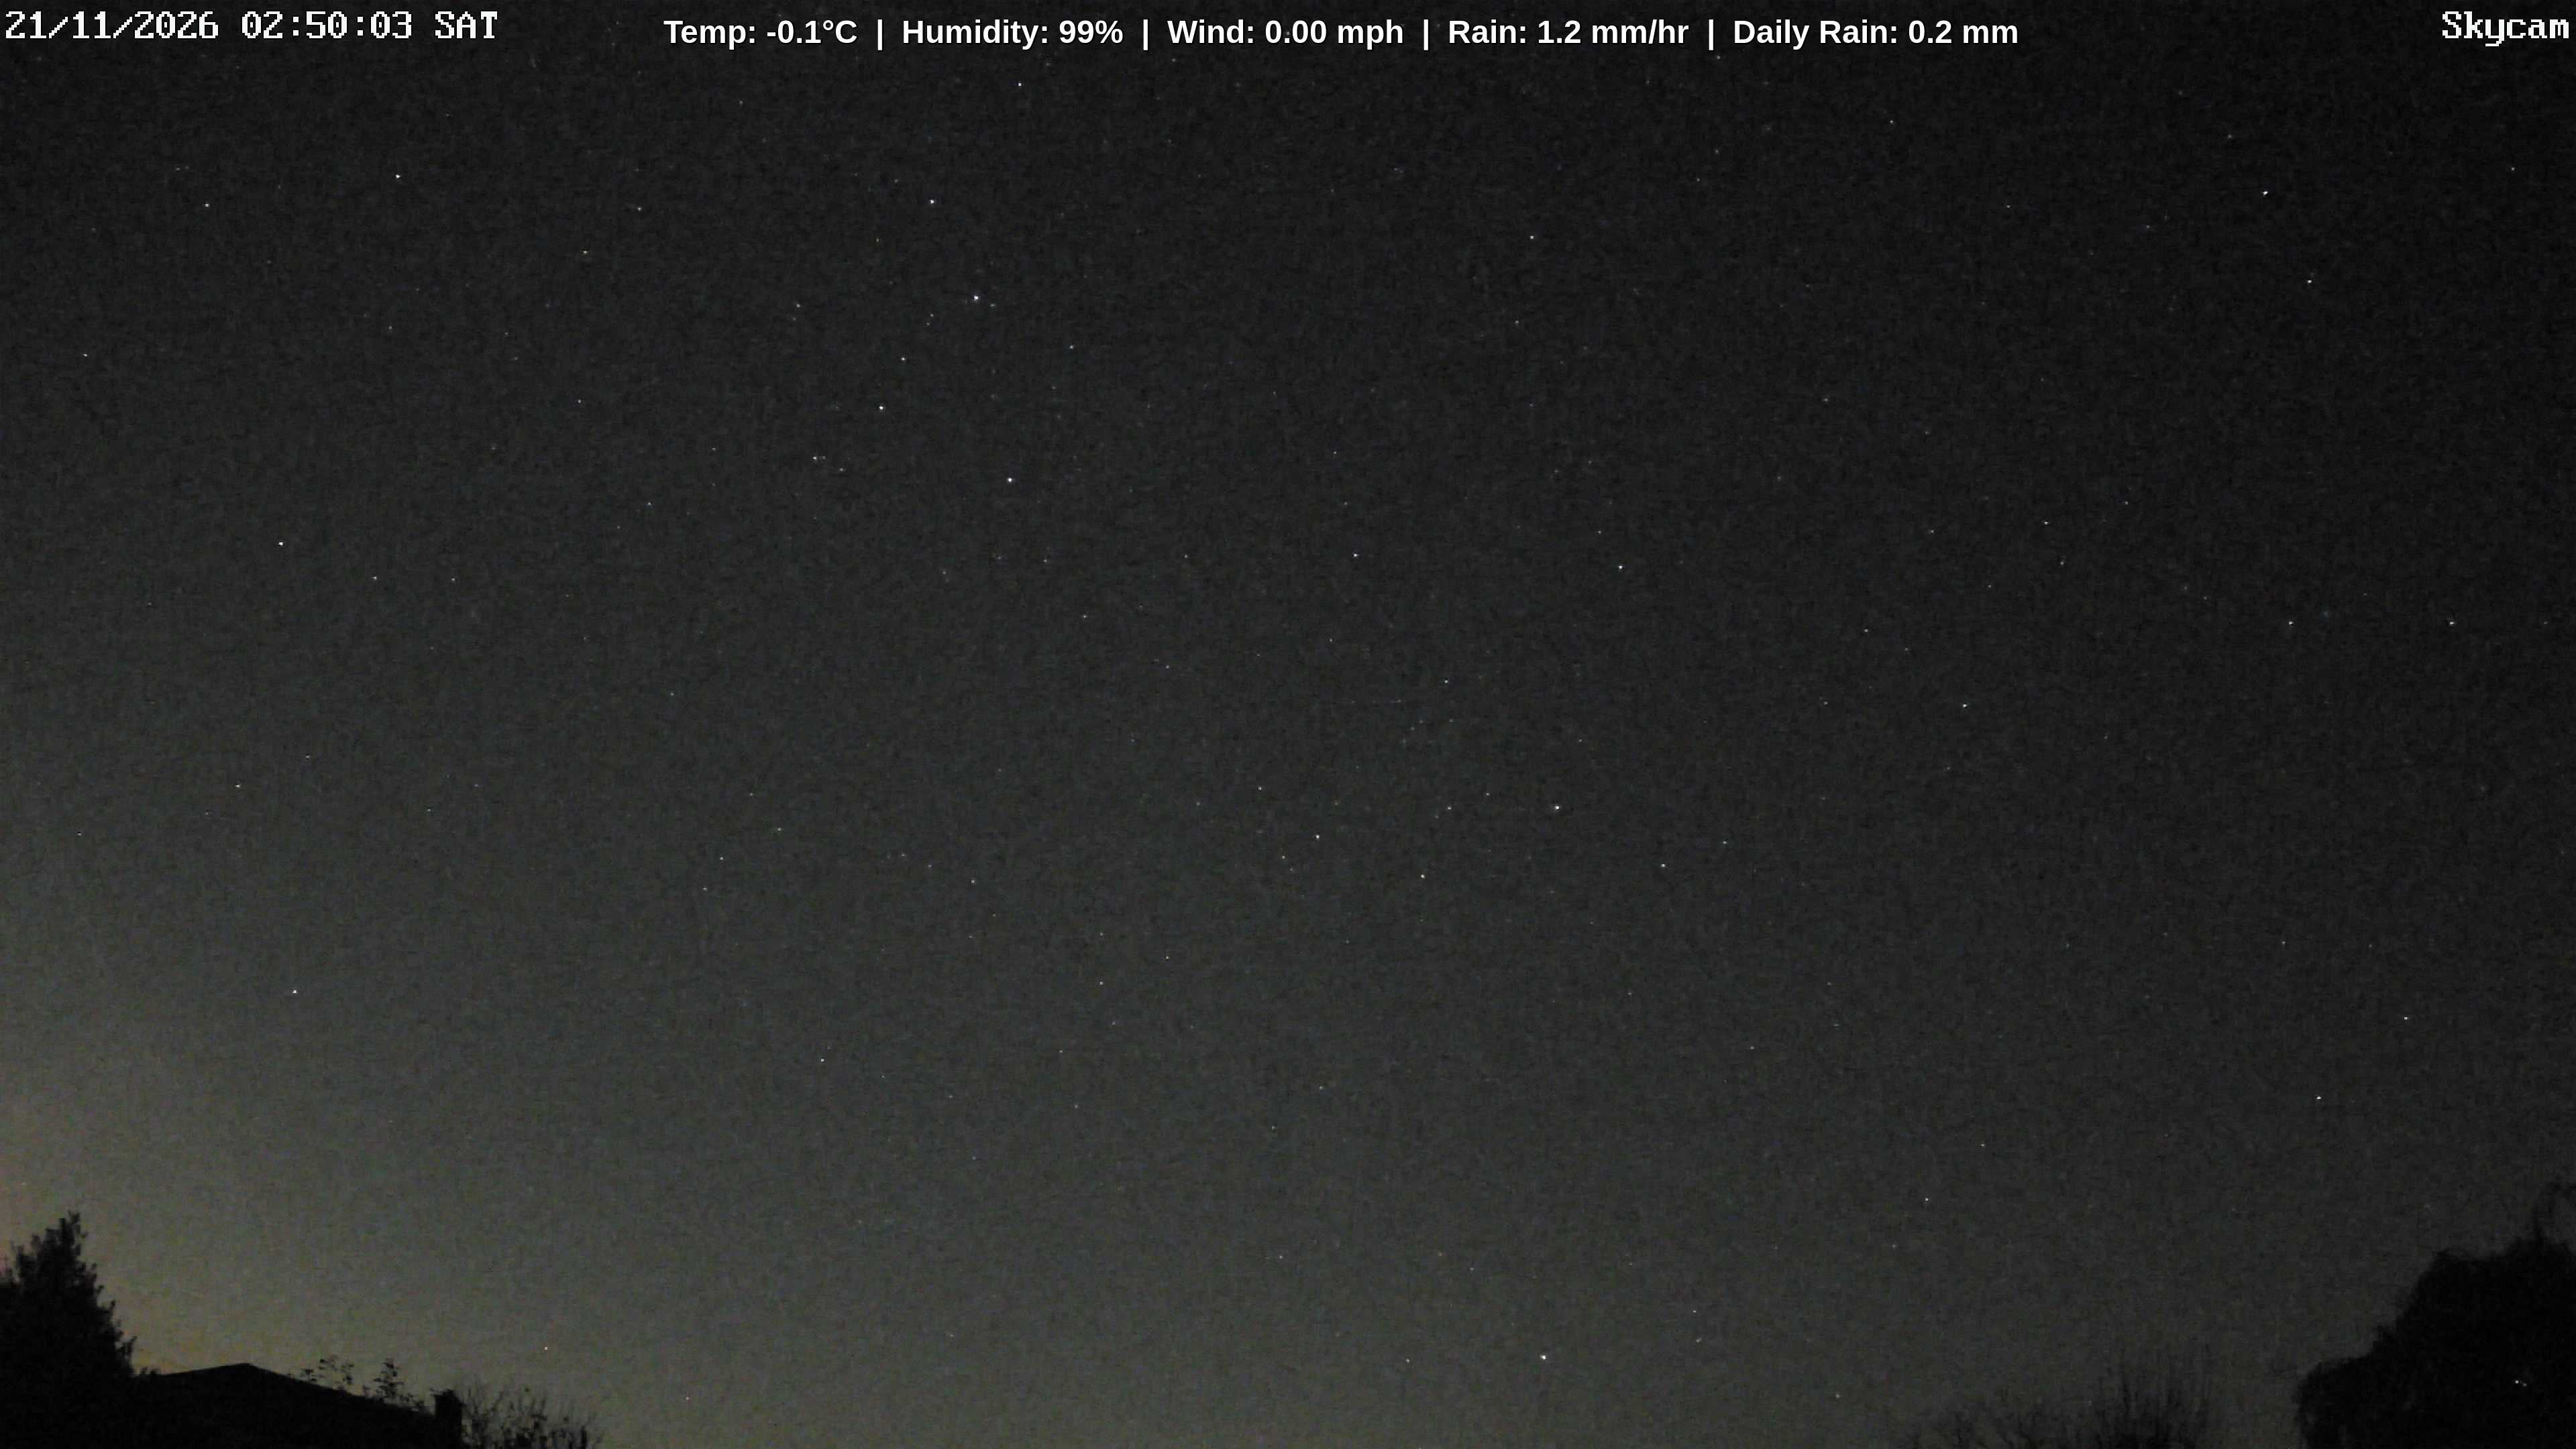 21/11/2026 02:50:03 SAT
Temp: -0.1°C | Humidity: 99% | Wind: 0.00 mph | Rain: 1.2 mm/hr | Daily Rain: 0.2 mm
Skycam